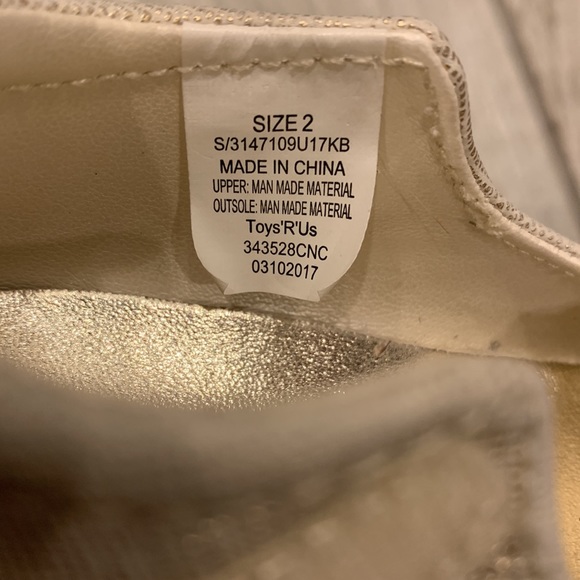 SIZE 2
S/3147109U17KB
MADE IN CHINA
UPPER: MAN MADE MATERIAL
OUTSOLE: MAN MADE MATERIAL
Toys'R'Us
343528CNC
03102017